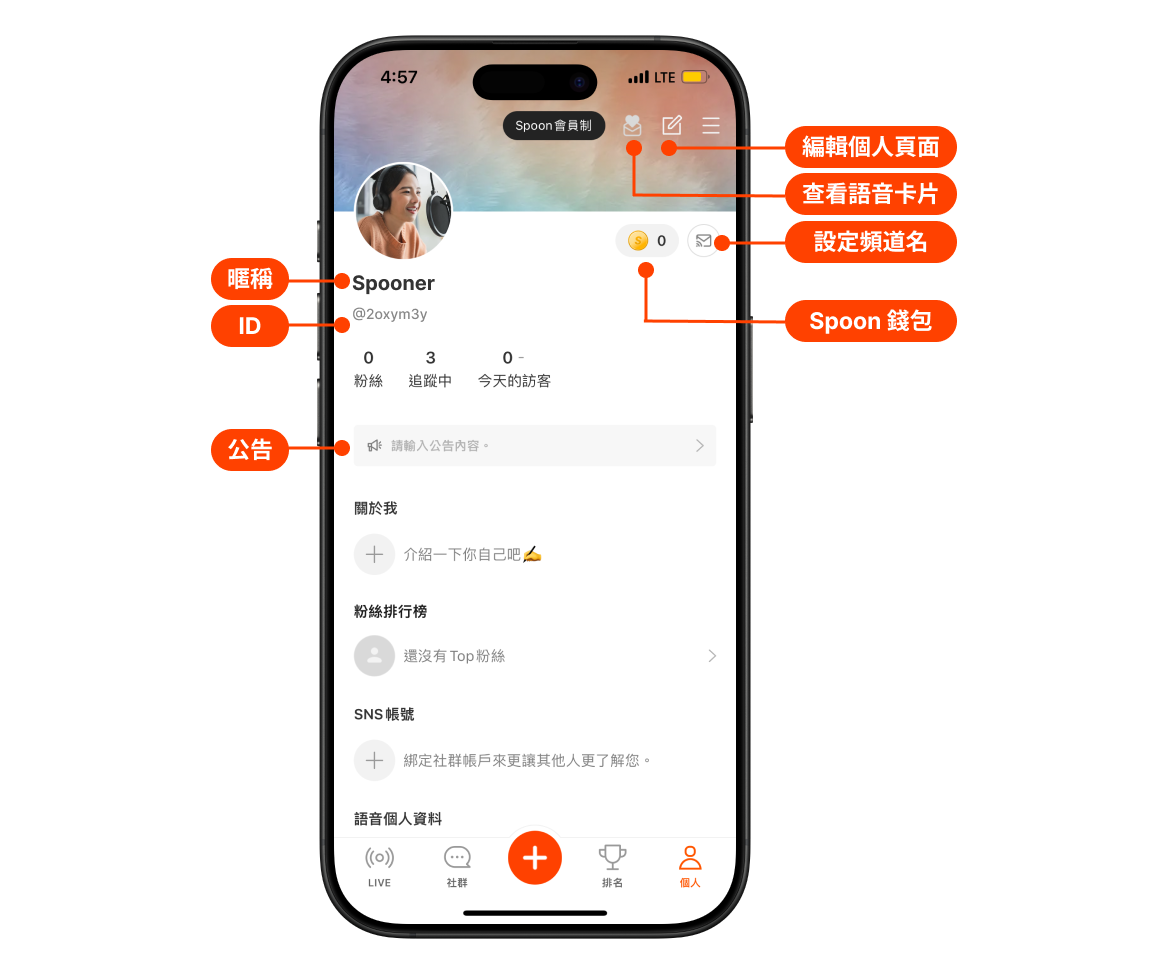 4:57
LTE
Spoon會員制
編輯個人頁面
查看語音卡片
0
設定頻道名
暱稱
Spooner
ID
@2oxym3y
Spoon 錢包
0
3
0 -
粉絲
追蹤中
今天的訪客
公告
請輸入公告內容。
關於我
介紹一下你自己吧✍️
粉絲排行榜
還沒有Top粉絲
SNS帳號
綁定社群帳戶來更讓其他人更了解您。
語音個人資料
LIVE
社群
排名
個人